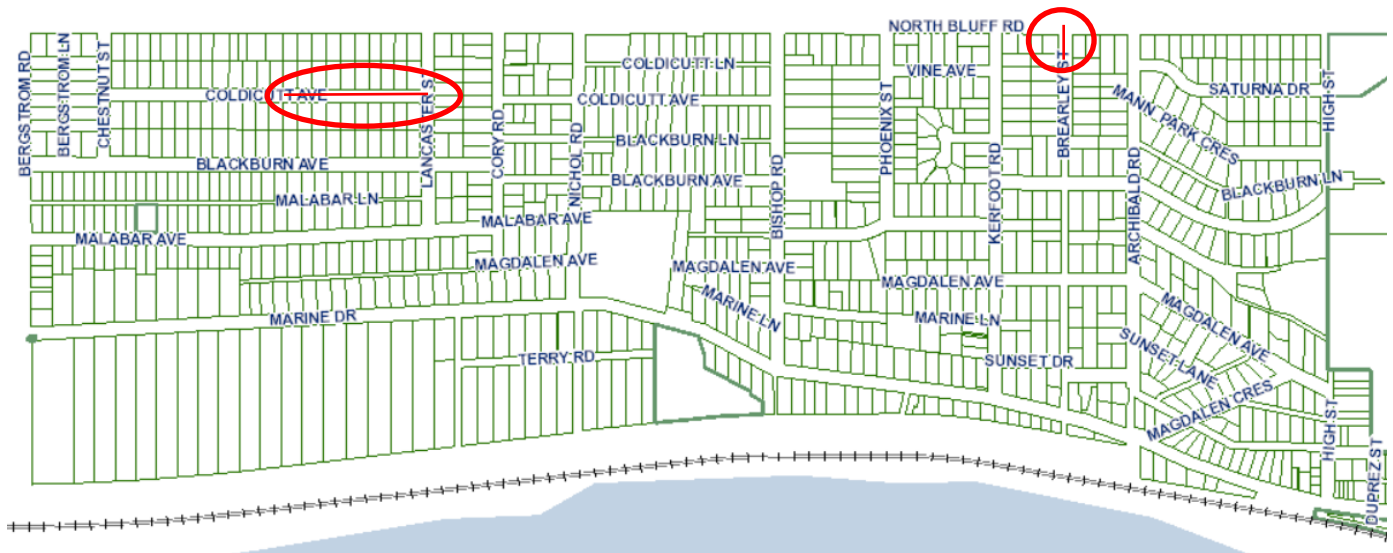 NORTH BLUFF RD
BERGSTROM RD
BERGSTROM LN
CHESTNUT ST
COLDICUTT LN
VINE AVE
BREARLEY ST
SATURNA DR
HIGH ST
COLDICUTT AVE
LANCASTER S
COLDICUTT AVE
MANN PARK CRES
CORY RD
NICHOL RD
BLACKBURN LN
PHOENIX ST
BLACKBURN AVE
BLACKBURN AVE
BISHOP RD
KERFOOT RD
ARCHIBALD RD
BLACKBURN LN
MALABAR LN
MALABAR AVE
MALABAR AVE
MAGDALEN AVE
MAGDALEN AVE
MAGDALEN AVE
MARINE LN
MARINE DR
MARINE LN
MAGDALEN AVE
TERRY RD
SUNSET DR
SUNSET LANE
MAGDALEN CRES
HIGH ST
DUPREZ ST